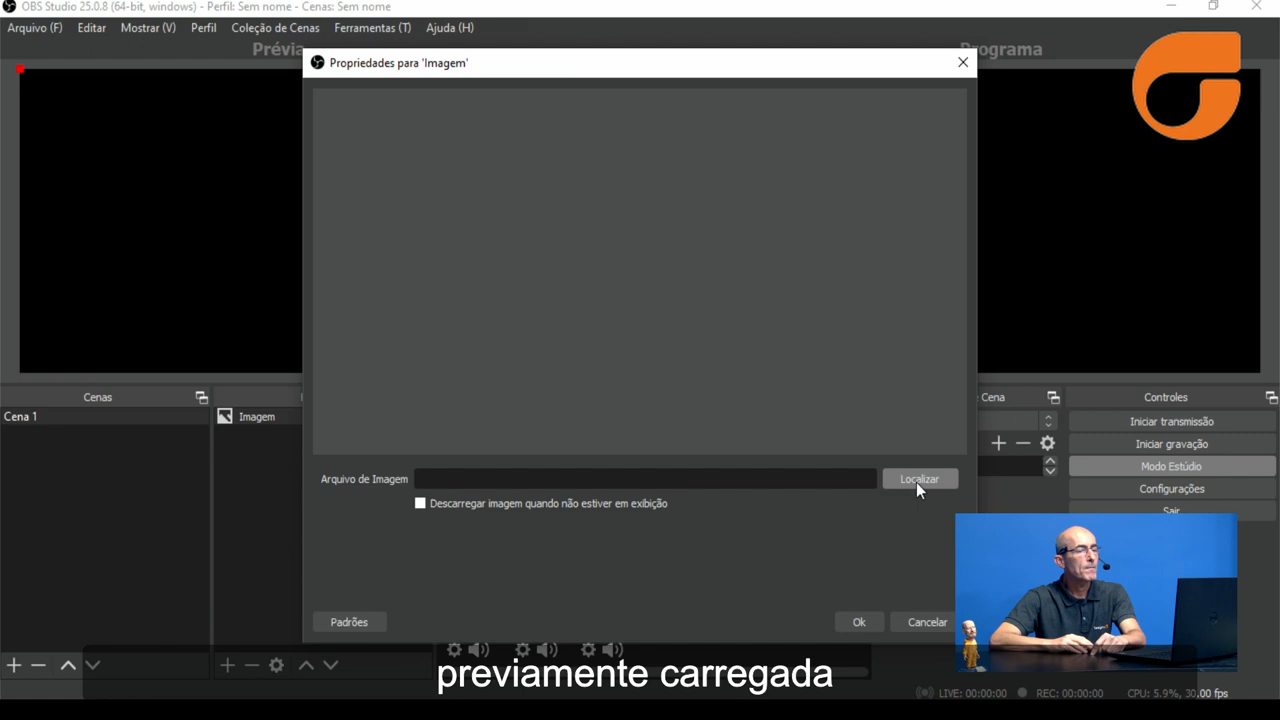 OBS Studio 25.0.8 (64-bit, windows) - Perfil: Sem nome - Cenas: Sem nome
Arquivo (F) Editar Mostrar (V) Perfil Coleção de Cenas Ferramentas (T) Ajuda (H)
Prévia
Programa
Propriedades para 'Imagem'
Cenas
Cena
Controles
Cena 1
Imagem
Iniciar transmissão
Iniciar gravação
Modo Estúdio
Configurações
Sair
Arquivo de Imagem
Localizar
Descarregar imagem quando não estiver em exibição
Padrões
Ok
Cancelar
previamente carregada
LIVE: 00:00:00 REC: 00:00:00 CPU: 5.9%, 30.00 fps